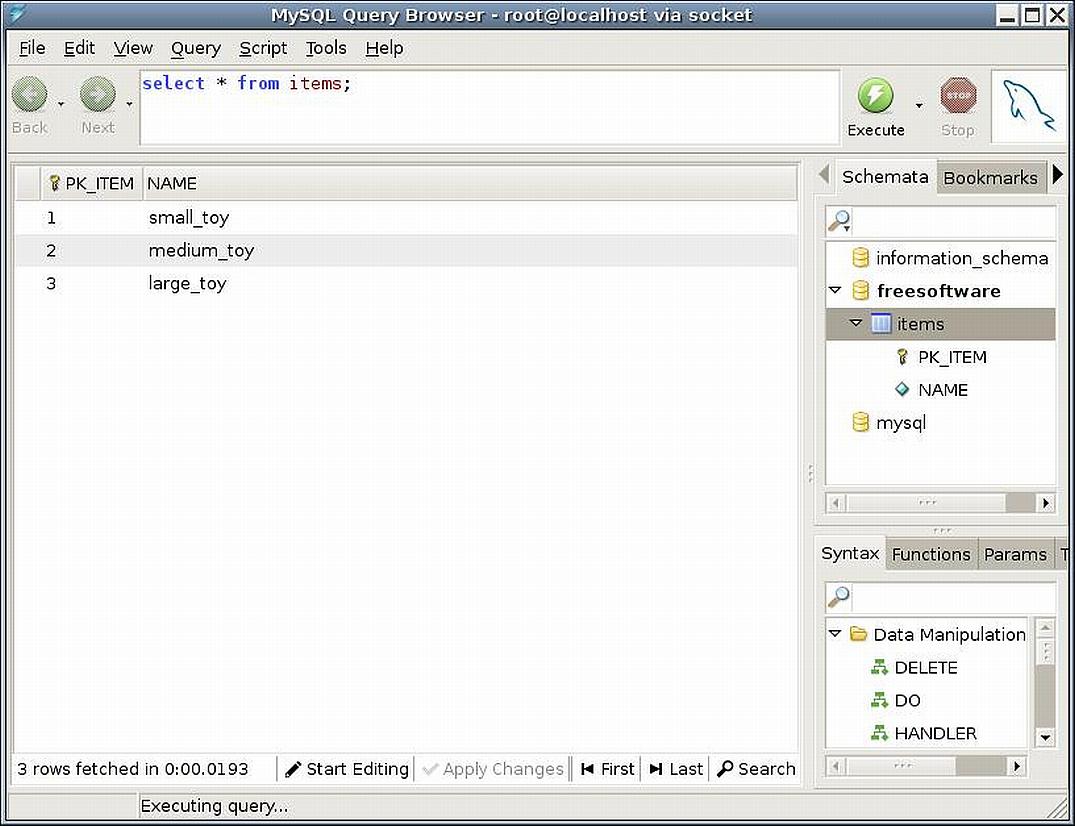 MySQL Query Browser - root@localhost via socket
File Edit View Query Script Tools Help
select * from items;
Back Next Execute STOP Stop
PK_ITEM NAME
1 small_toy
2 medium_toy
3 large_toy
Schemata Bookmarks
information_schema
freesoftware
items
PK_ITEM
NAME
mysql
Syntax Functions Params T
Data Manipulation
DELETE
DO
HANDLER
3 rows fetched in 0:00.0193 Start Editing Apply Changes First Last Search
Executing query...